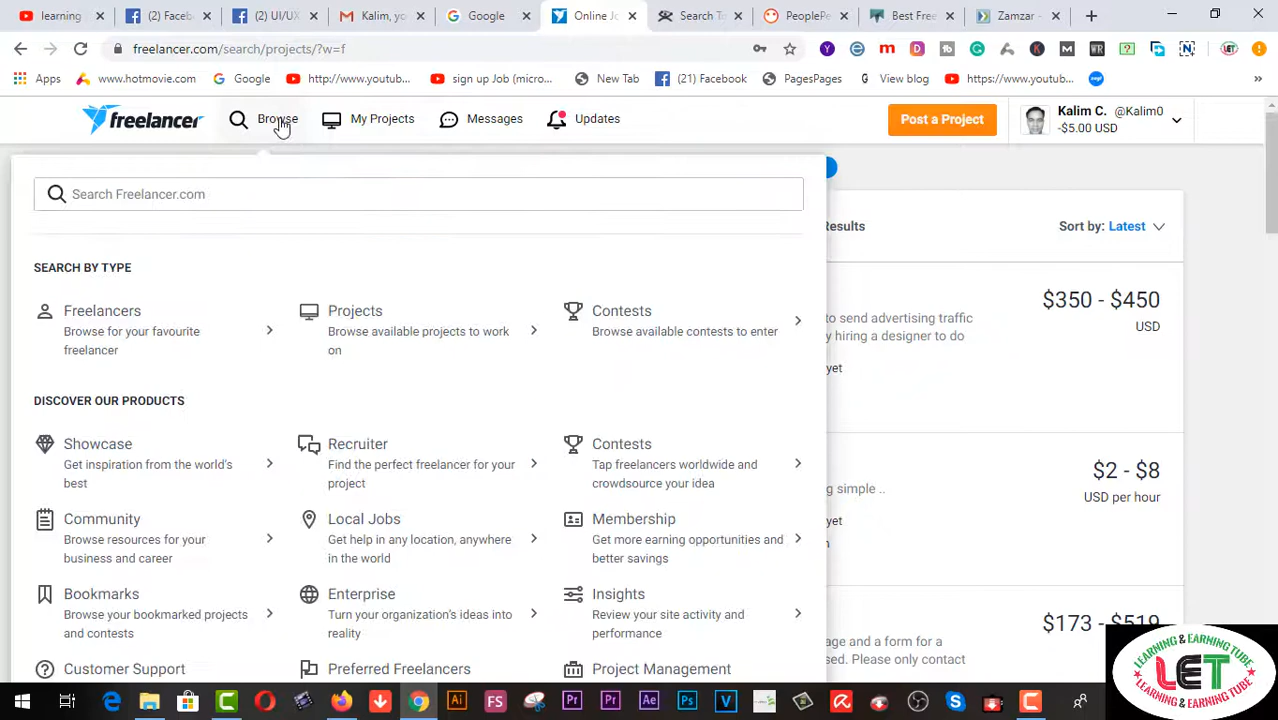 learning
(2) Faceb
(2) UI/UX
Kalim, yo
Google
Online Jo
Search To
PeoplePe
Best Free
Zamzar -
freelancer.com/search/projects/?w=f
Apps
www.hotmovie.com
Google
http://www.youtub...
sign up Job (micro...
New Tab
(21) Facebook
PagesPages
View blog
https://www.youtub...
freelancer
Browse
My Projects
Messages
Updates
Post a Project
Kalim C. @Kalim0
-$5.00 USD
Search Freelancer.com
Results
Sort by: Latest
SEARCH BY TYPE
Freelancers
Browse for your favourite
freelancer
Projects
Browse available projects to work
on
Contests
Browse available contests to enter
to send advertising traffic
y hiring a designer to do
yet
$350 - $450
USD
DISCOVER OUR PRODUCTS
Showcase
Get inspiration from the world's
best
Recruiter
Find the perfect freelancer for your
project
Contests
Tap freelancers worldwide and
crowdsource your idea
ng simple ..
yet
$2 - $8
USD per hour
Community
Browse resources for your
business and career
Local Jobs
Get help in any location, anywhere
in the world
Membership
Get more earning opportunities and
better savings
Bookmarks
Browse your bookmarked projects
and contests
Enterprise
Turn your organization's ideas into
reality
Insights
Review your site activity and
performance
$173 - $519
age and a form for a
sed. Please only contact
Customer Support
Preferred Freelancers
Project Management
LEARNING & EARNING TUBE
LET
LEARNING & EARNING TUBE